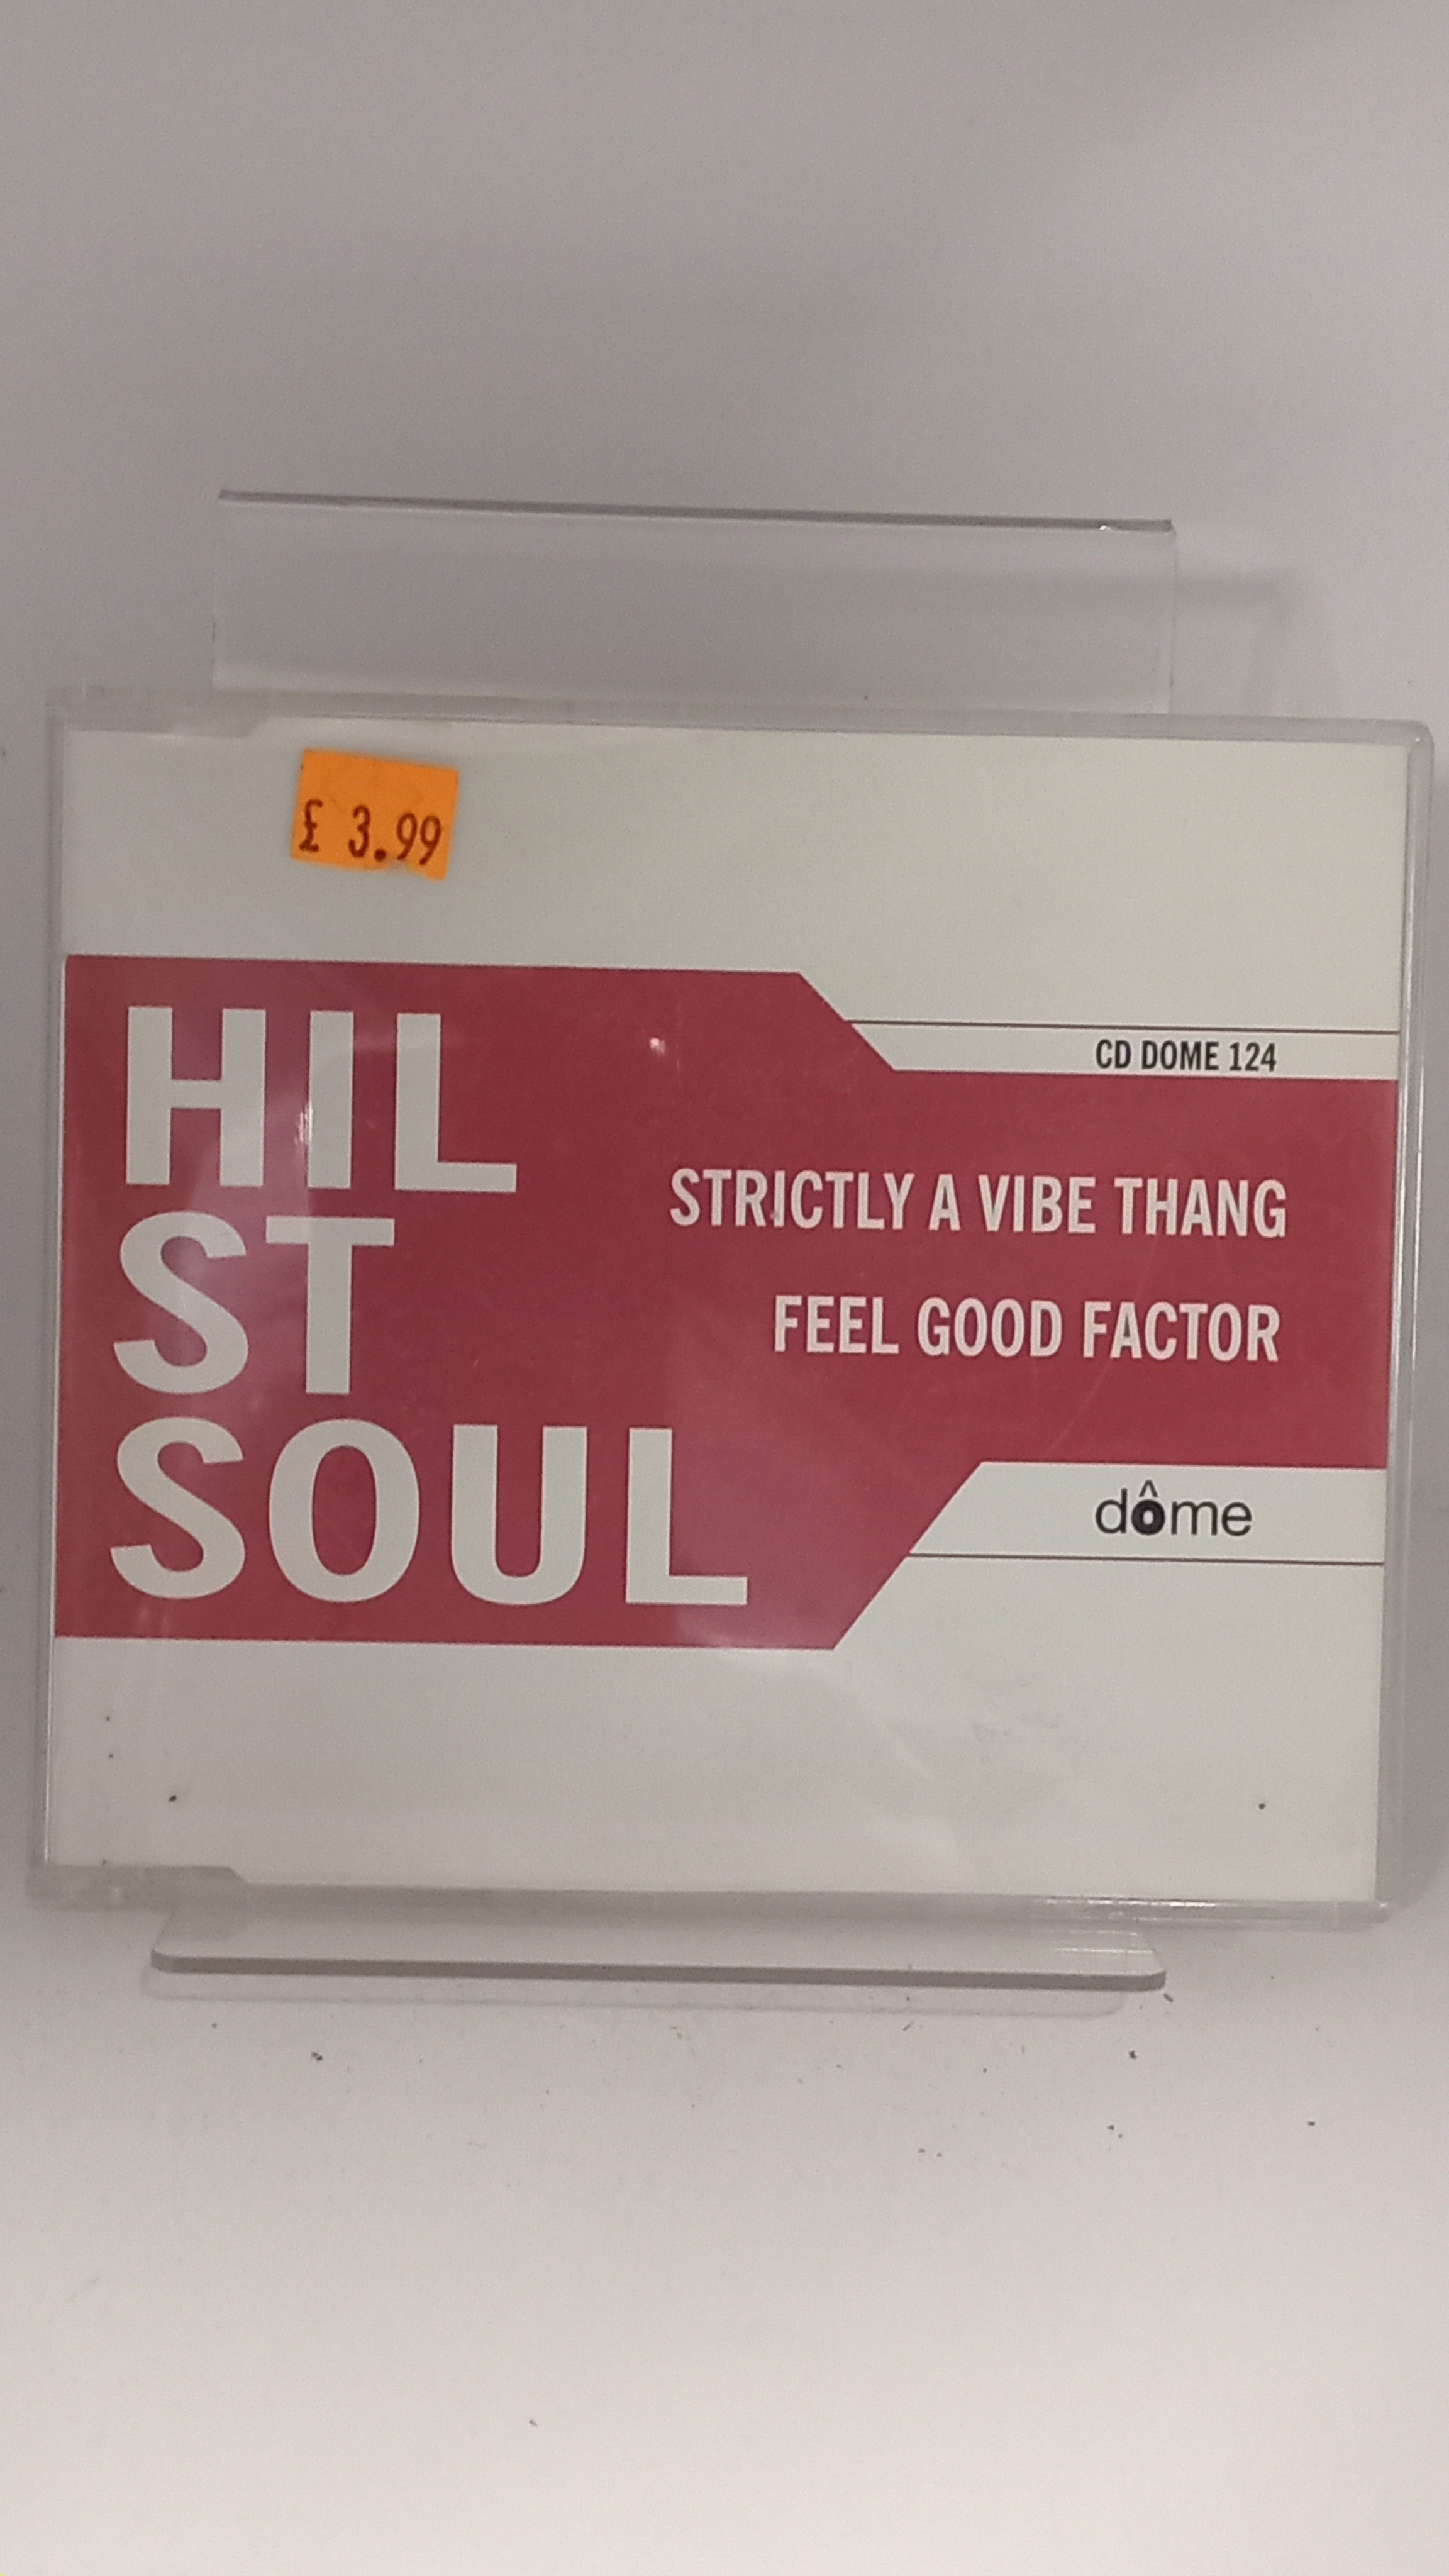 £ 3.99
HIL
ST
SOUL
CD DOME 124
STRICTLY A VIBE THANG
FEEL GOOD FACTOR
dôme